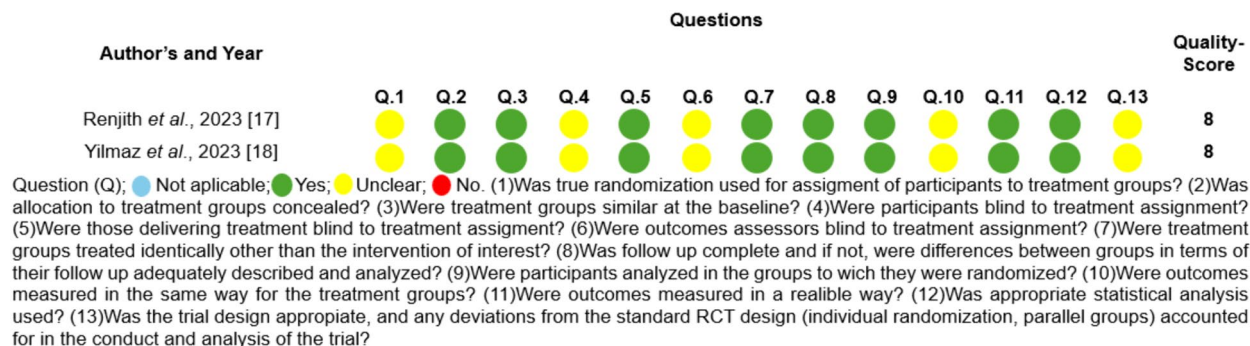 Questions
Author's and Year
Quality-
Score
Q.1 Q.2 Q.3 Q.4 Q.5 Q.6 Q.7 Q.8 Q.9 Q.10 Q.11 Q.12 Q.13
Renjith et al., 2023 [17] 8
Yilmaz et al., 2023 [18] 8
Question (Q); Not aplicable; Yes; Unclear; No. (1)Was true randomization used for assigment of participants to treatment groups? (2)Was
allocation to treatment groups concealed? (3)Were treatment groups similar at the baseline? (4)Were participants blind to treatment assignment?
(5)Were those delivering treatment blind to treatment assigment? (6)Were outcomes assessors blind to treatment assignment? (7)Were treatment
groups treated identically other than the intervention of interest? (8)Was follow up complete and if not, were differences between groups in terms of
their follow up adequately described and analyzed? (9)Were participants analyzed in the groups to wich they were randomized? (10)Were outcomes
measured in the same way for the treatment groups? (11)Were outcomes measured in a realible way? (12)Was appropriate statistical analysis
used? (13)Was the trial design appropiate, and any deviations from the standard RCT design (individual randomization, parallel groups) accounted
for in the conduct and analysis of the trial?